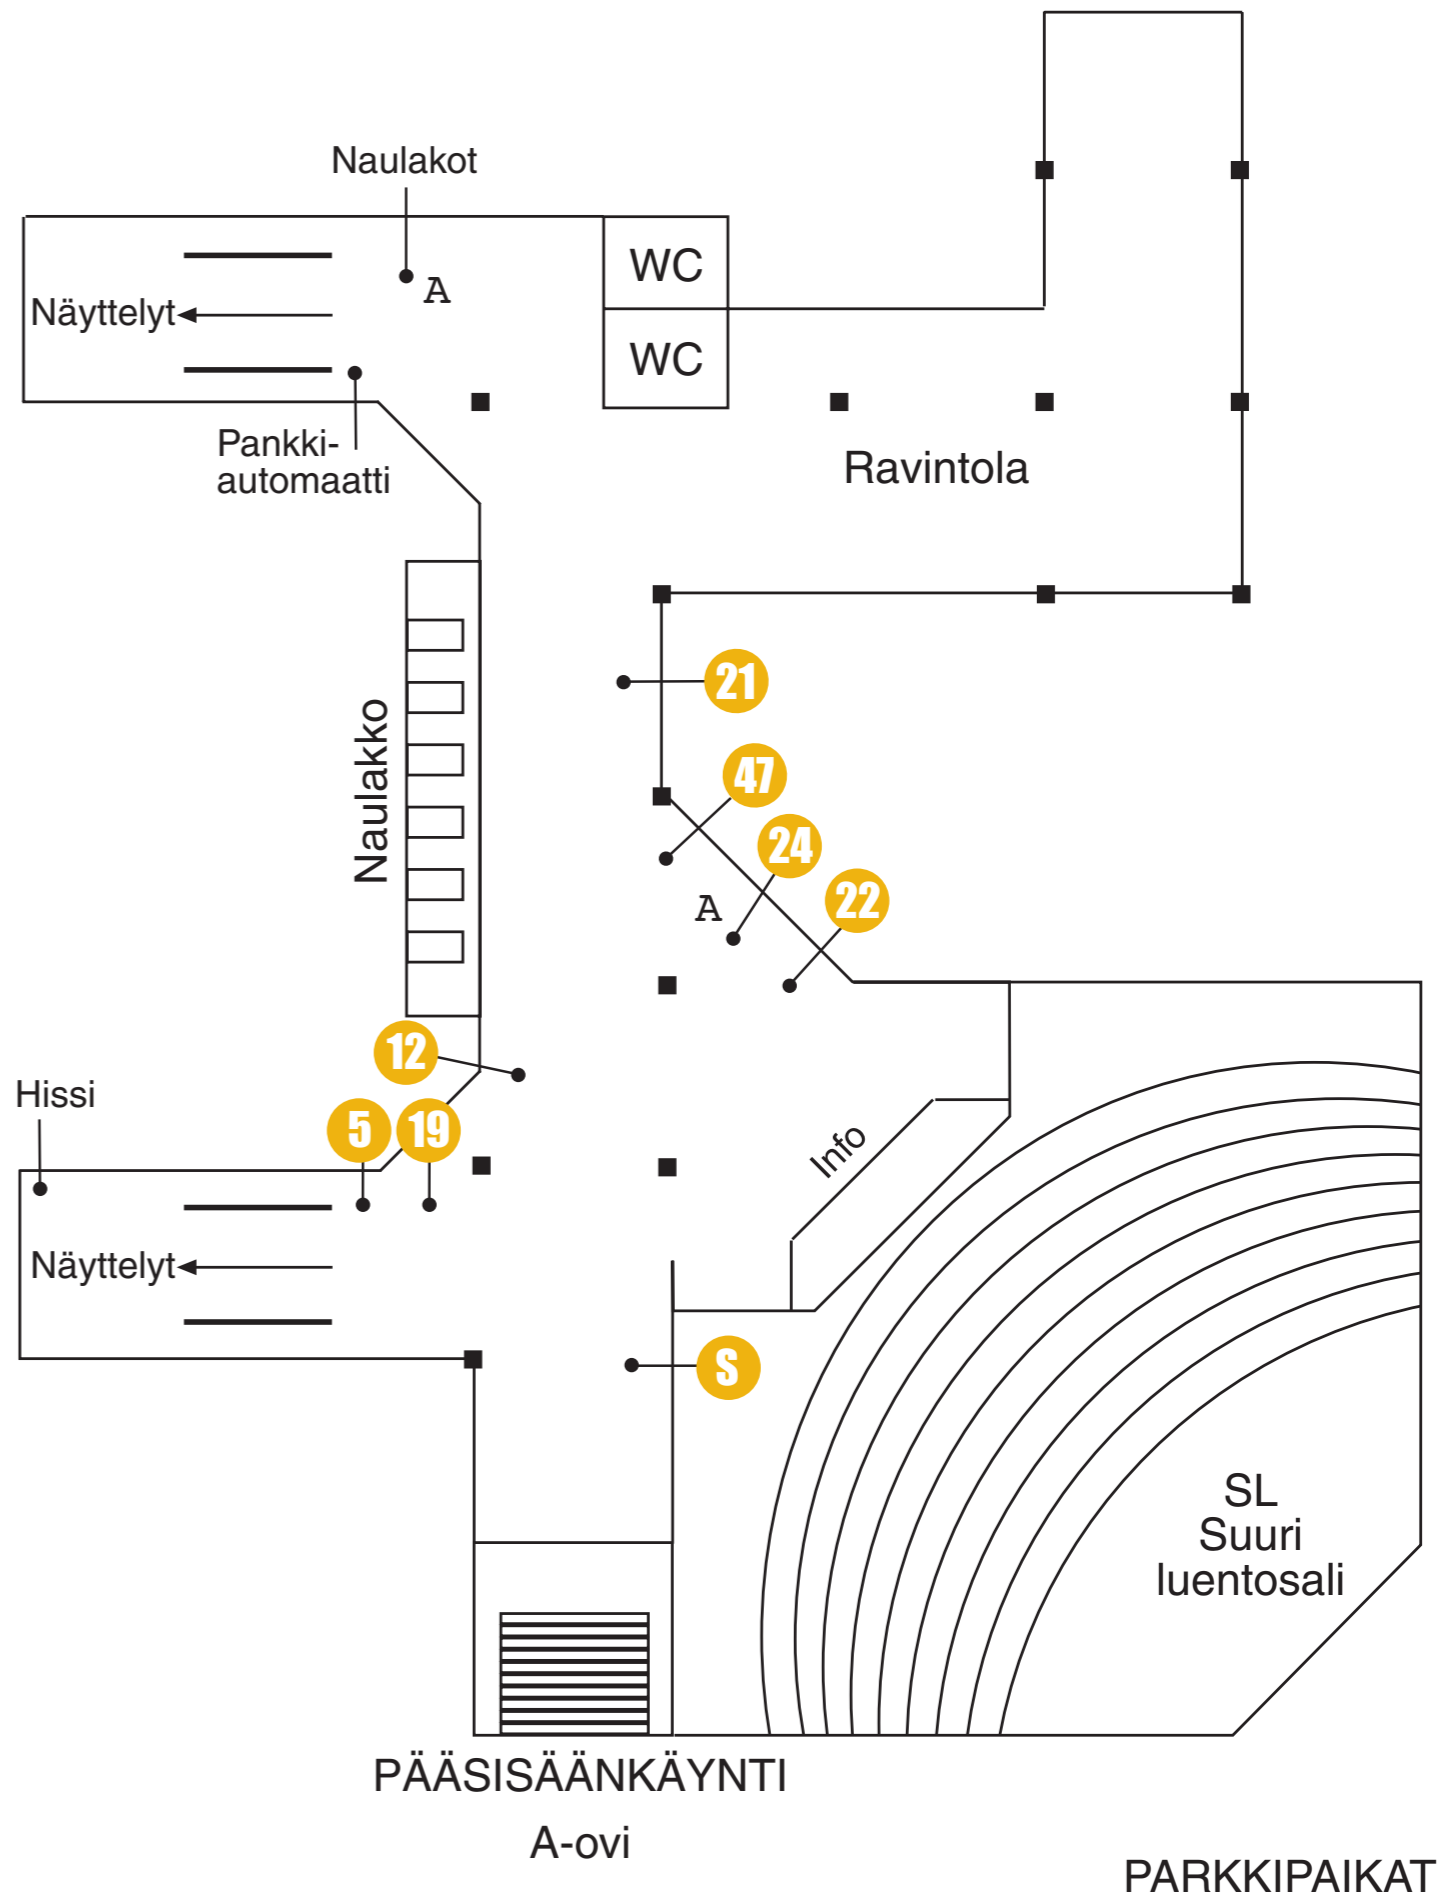 Naulakot
WC
A
Näyttelyt
WC
Pankki-
automaatti
Ravintola
21
Naulakko
47
24
22
A
12
Hissi
5
19
Info
Näyttelyt
S
SL
Suuri
luentosali
PÄÄSISÄÄNKÄYNTI
A-ovi
PARKKIPAIKAT